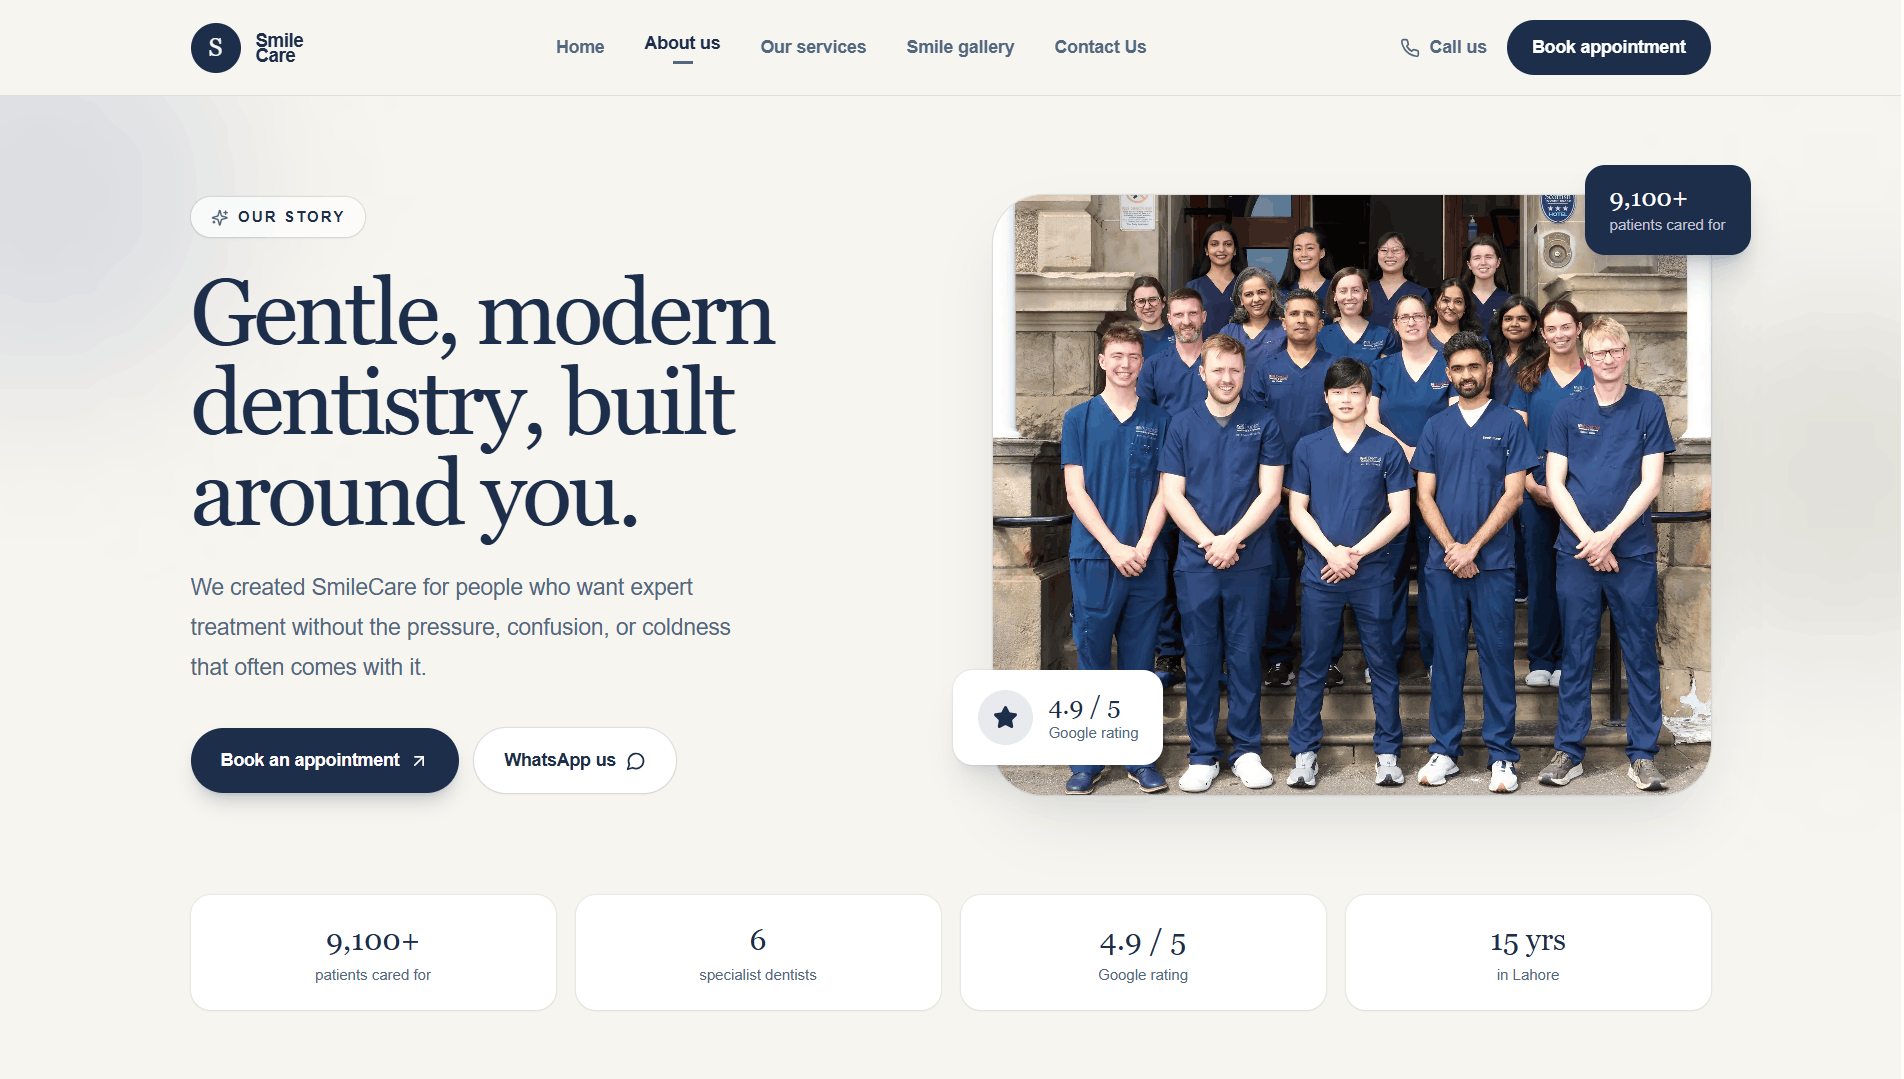 S
Smile
Care
Home
About us
Our services
Smile gallery
Contact Us
Call us
Book appointment
OUR STORY
Gentle, modern
dentistry, built
around you.
We created SmileCare for people who want expert
treatment without the pressure, confusion, or coldness
that often comes with it.
Book an appointment
WhatsApp us
9,100+
patients cared for
HOTEL
4.9 / 5
Google rating
9,100+
patients cared for
6
specialist dentists
4.9 / 5
Google rating
15 yrs
in Lahore